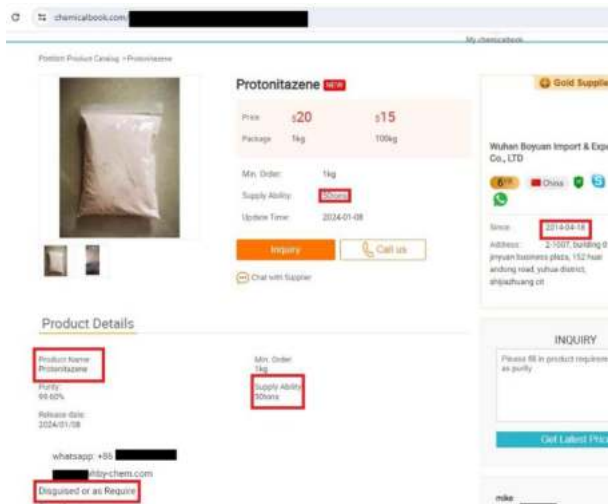 chemicalbook.com/
My chemicalbook
Position: Product Catalog >Protonitazene
Protonitazene NEW
Price $20 $15
Package 1kg 100kg
Min. Order: 1kg
Supply Ability: 50tons
Update Time: 2024-01-08
Inquiry
Call us
Chat with Supplier
Gold Supplie
Wuhan Boyuan Import & Expo
Co., LTD
6
China
Since: 2014-04-18
Address: 2-1007, building
jinyuan business plaza, 152 huai
andong road, yuhua district,
shijiazhuang cit
Product Details
Product Name
Protonitazene
Min. Order:
1kg
Purity
99.60%
Supply Ability
50tons
Release date:
2024/01/08
whatsapp: +86
hby-chem.com
Disguised or as Require
INQUIRY
Please fill in product requirem
as purity
Get Latest Price
mike